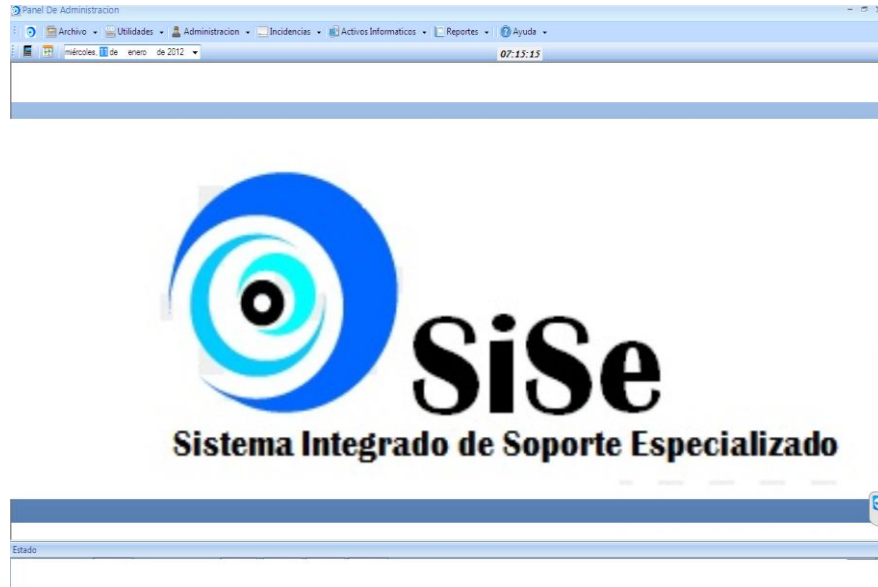 Panel De Administracion
Archivo Utilidades Administracion Incidencias Activos Informaticos Reportes Ayuda
miércoles, 11 de enero de 2012 07:15:15
SiSe
Sistema Integrado de Soporte Especializado
Estado